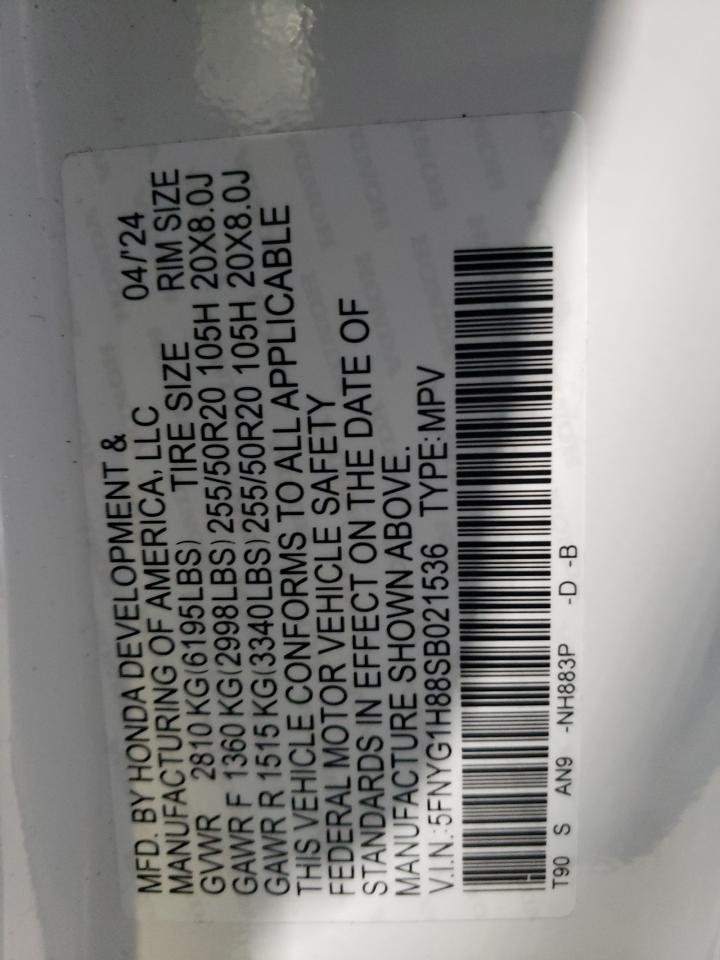 MFD. BY HONDA DEVELOPMENT &
MANUFACTURING OF AMERICA, LLC 04/'24
GVWR 2810 KG(6195LBS) TIRE SIZE RIM SIZE
GAWR F 1360 KG(2998LBS) 255/50R20 105H 20X8.0J
GAWR R 1515 KG(3340LBS) 255/50R20 105H 20X8.0J
THIS VEHICLE CONFORMS TO ALL APPLICABLE
FEDERAL MOTOR VEHICLE SAFETY
STANDARDS IN EFFECT ON THE DATE OF
MANUFACTURE SHOWN ABOVE.
V.I.N.:5FNYG1H88SB021536 TYPE:MPV
T90 S AN9 -NH883P -D -B
HONDA
HONDA
HONDA